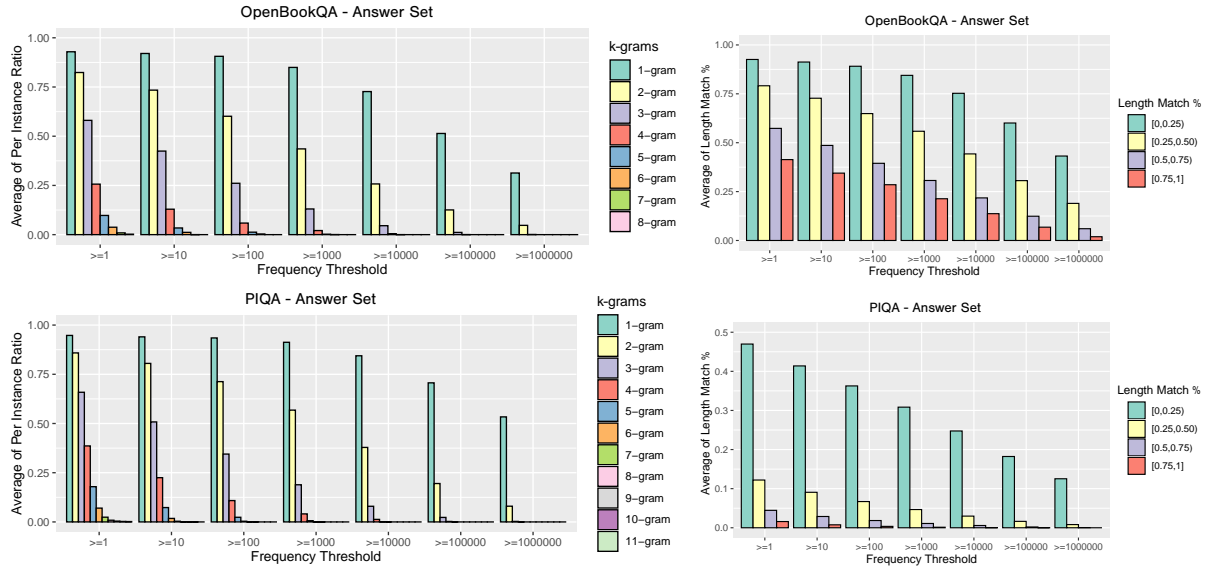 OpenBookQA - Answer Set
Average of Per Instance Ratio
1.00
0.75
0.50
0.25
0.00
>=1
>=10
>=100
>=1000
>=10000
>=100000
>=1000000
Frequency Threshold
k-grams
1-gram
2-gram
3-gram
4-gram
5-gram
6-gram
7-gram
8-gram
OpenBookQA - Answer Set
Average of Length Match %
1.00
0.75
0.50
0.25
0.00
>=1
>=10
>=100
>=1000
>=10000
>=100000
>=1000000
Frequency Threshold
Length Match %
[0,0.25)
[0.25,0.50)
[0.5,0.75)
[0.75,1]
PIQA - Answer Set
Average of Per Instance Ratio
1.00
0.75
0.50
0.25
0.00
>=1
>=10
>=100
>=1000
>=10000
>=100000
>=1000000
Frequency Threshold
k-grams
1-gram
2-gram
3-gram
4-gram
5-gram
6-gram
7-gram
8-gram
9-gram
10-gram
11-gram
PIQA - Answer Set
Average of Length Match %
0.5
0.4
0.3
0.2
0.1
0.0
>=1
>=10
>=100
>=1000
>=10000
>=100000
>=1000000
Frequency Threshold
Length Match %
[0,0.25)
[0.25,0.50)
[0.5,0.75)
[0.75,1]